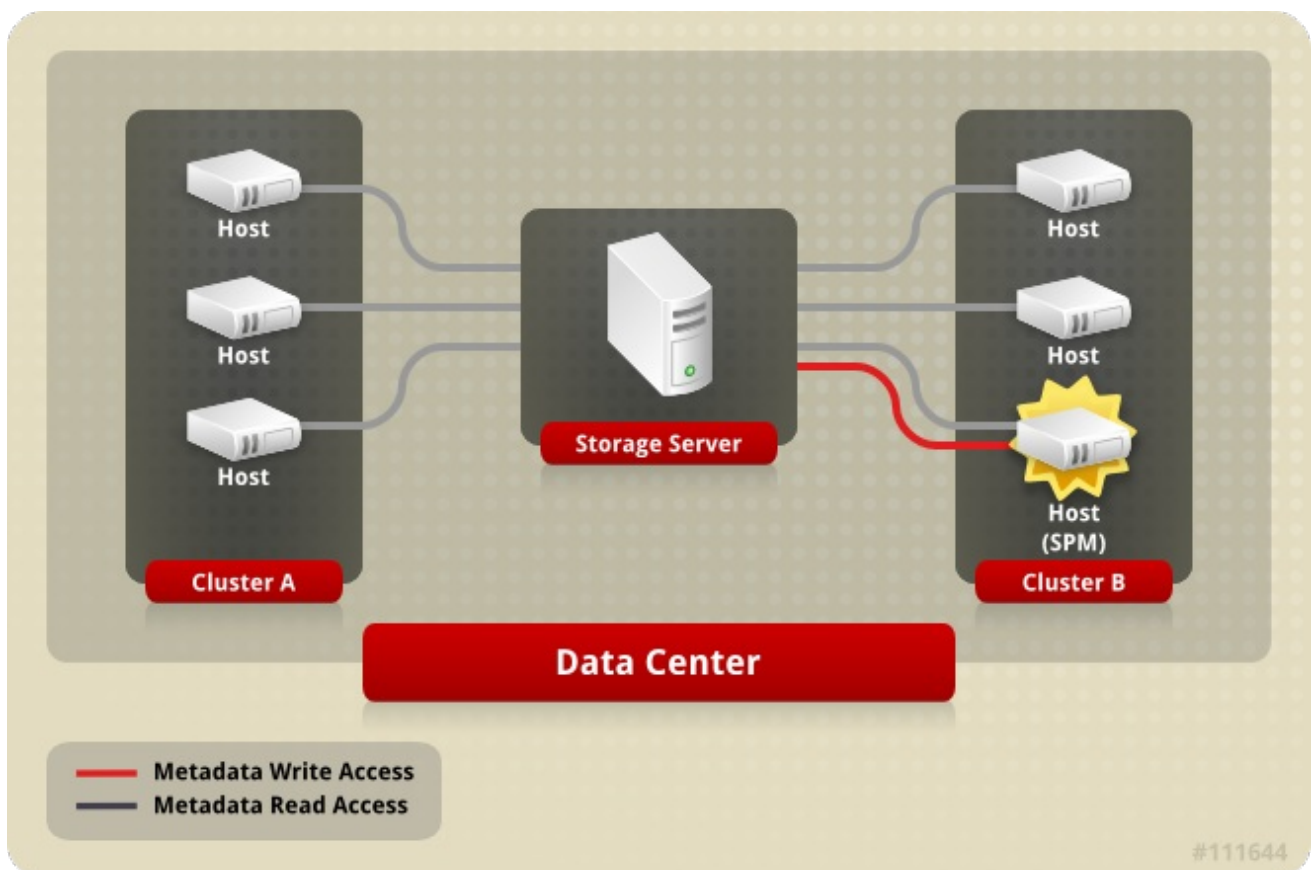 Host
Host
Host
Cluster A
Storage Server
Host
Host
Host
(SPM)
Cluster B
Data Center
Metadata Write Access
Metadata Read Access
#111644